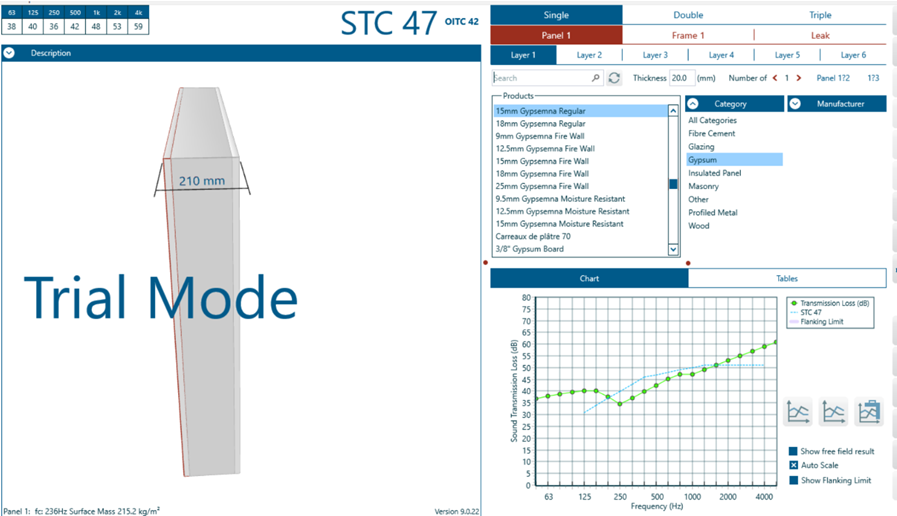 63 125 250 500 1k 2k 4k
38 40 36 42 48 53 59
STC 47 OITC 42
Description
210 mm
Trial Mode
Panel 1: fc: 236Hz Surface Mass 215.2 kg/m²
Version 9.0.22
Single Double Triple
Panel 1 Frame 1 Leak
Layer 1 Layer 2 Layer 3 Layer 4 Layer 5 Layer 6
Search Thickness 20.0 (mm) Number of 1 Panel 1?2 1?3
Products
15mm Gypsemna Regular
18mm Gypsemna Regular
9mm Gypsemna Fire Wall
12.5mm Gypsemna Fire Wall
15mm Gypsemna Fire Wall
18mm Gypsemna Fire Wall
25mm Gypsemna Fire Wall
9.5mm Gypsemna Moisture Resistant
12.5mm Gypsemna Moisture Resistant
15mm Gypsemna Moisture Resistant
Carreaux de plâtre 70
3/8" Gypsum Board
Category
All Categories
Fibre Cement
Glazing
Gypsum
Insulated Panel
Masonry
Other
Profiled Metal
Wood
Manufacturer
Chart Tables
Sound Transmission Loss (dB)
80
75
70
65
60
55
50
45
40
35
30
25
20
15
10
5
0
63 125 250 500 1000 2000 4000
Frequency (Hz)
Transmission Loss (dB)
STC 47
Flanking Limit
Show free field result
Auto Scale
Show Flanking Limit